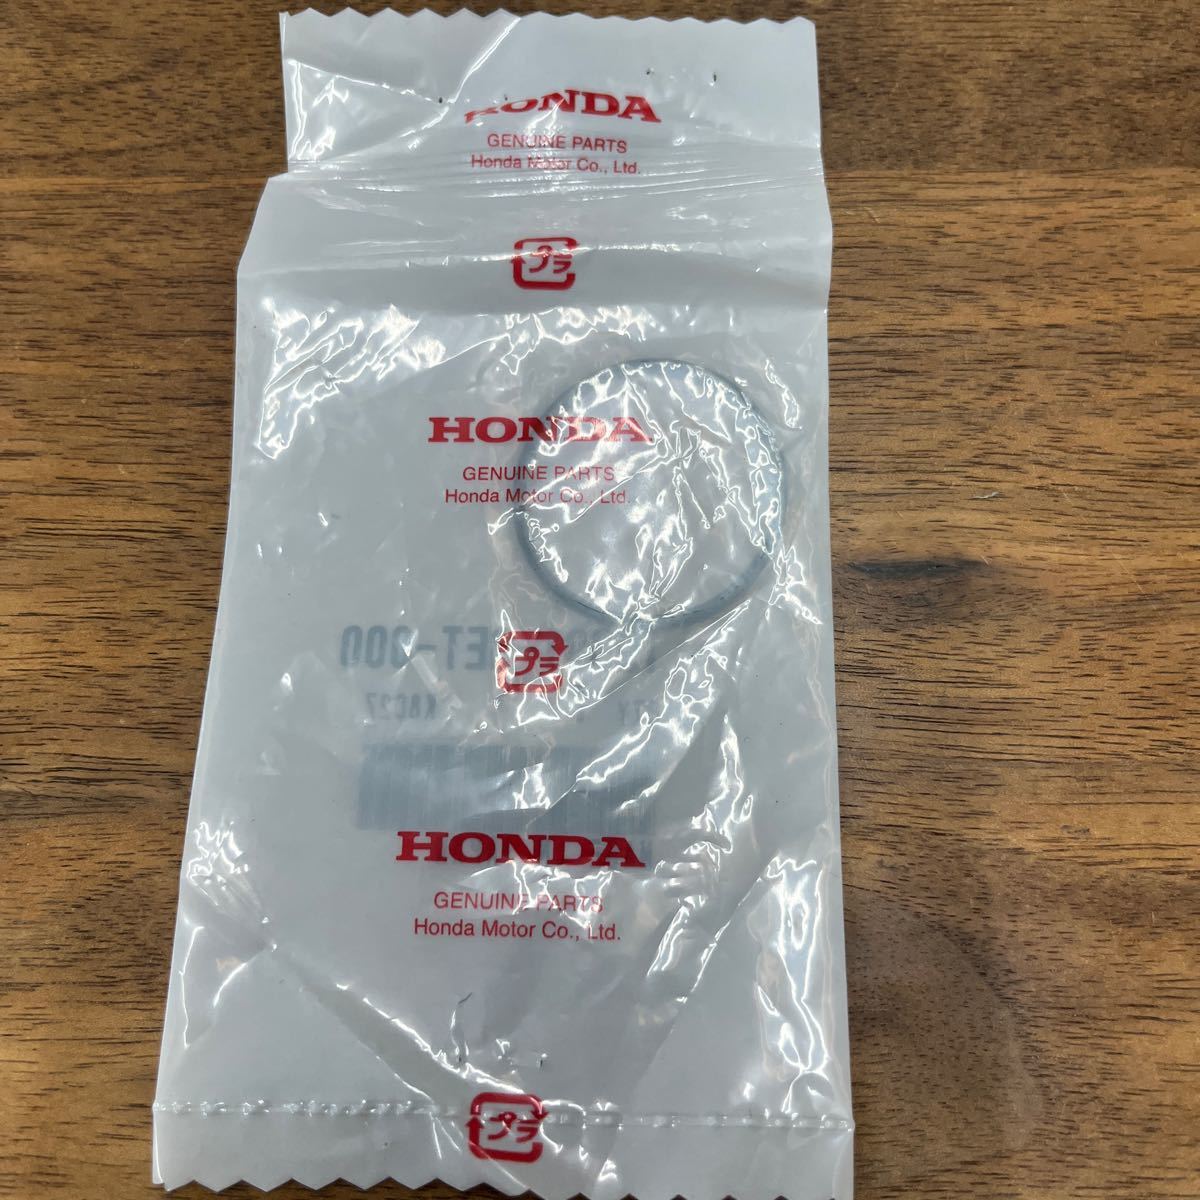 HONDA
GENUINE PARTS
Honda Motor Co., Ltd.
プラ
HONDA
GENUINE PARTS
Honda Motor Co., Ltd.
プラ
HONDA
GENUINE PARTS
Honda Motor Co., Ltd.
プラ